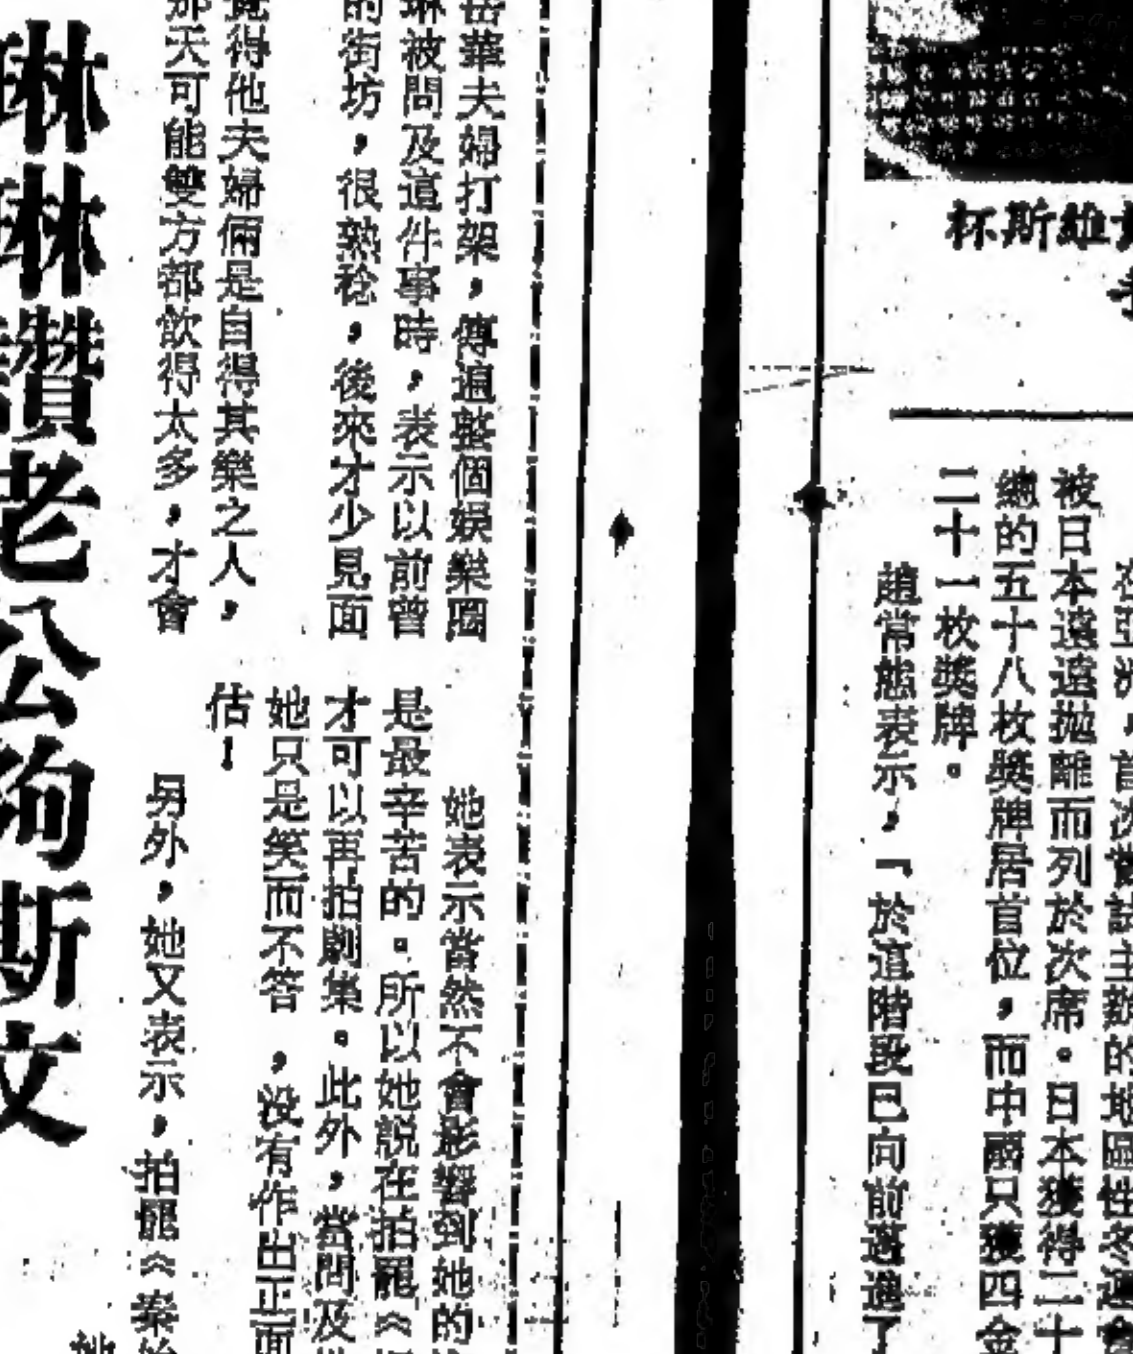 維斯杯
被日本遠遠拋離而列於次席。日本獲得二十
總的五十八枚獎牌居首位，而中國只獲四金
二十一枚獎牌。
趙常態表示，「於這階段已向前邁進了
岳華夫婦打架，傳遍整個娛樂圈
琳被問及這件事時，表示以前曾
的街坊，很熟稔，後來才少見面
覺得他夫婦倆是自得其樂之人，
那天可能雙方都飲得太多，才會
她表示當然不會影響到她的
是最辛苦的。所以她說在拍罷《
才可以再拍劇集。此外，當問及
她只是笑而不答，沒有作出正面
估！
另外，她又表示，拍罷《秦始
琳琳讚老公夠斯文